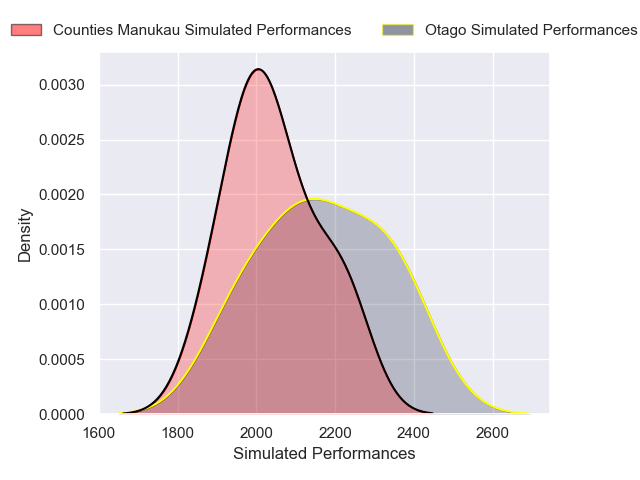 Counties Manukau Simulated Performances
Otago Simulated Performances
0.0030
0.0025
0.0020
0.0015
0.0010
0.0005
0.0000
Density
1600 1800 2000 2200 2400 2600
Simulated Performances